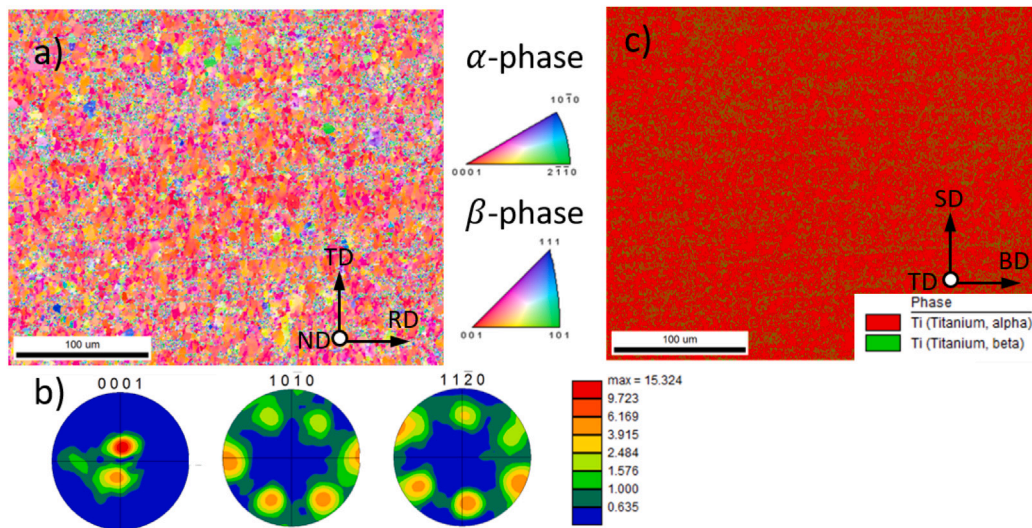 a)
TD
ND
RD
100 um
α-phase
101̄0
0001
21̄1̄0
β-phase
111
001
101
c)
SD
TD
BD
Phase
Ti (Titanium, alpha)
Ti (Titanium, beta)
100 um
b)
0001
101̄0
112̄0
max = 15.324
9.723
6.169
3.915
2.484
1.576
1.000
0.635